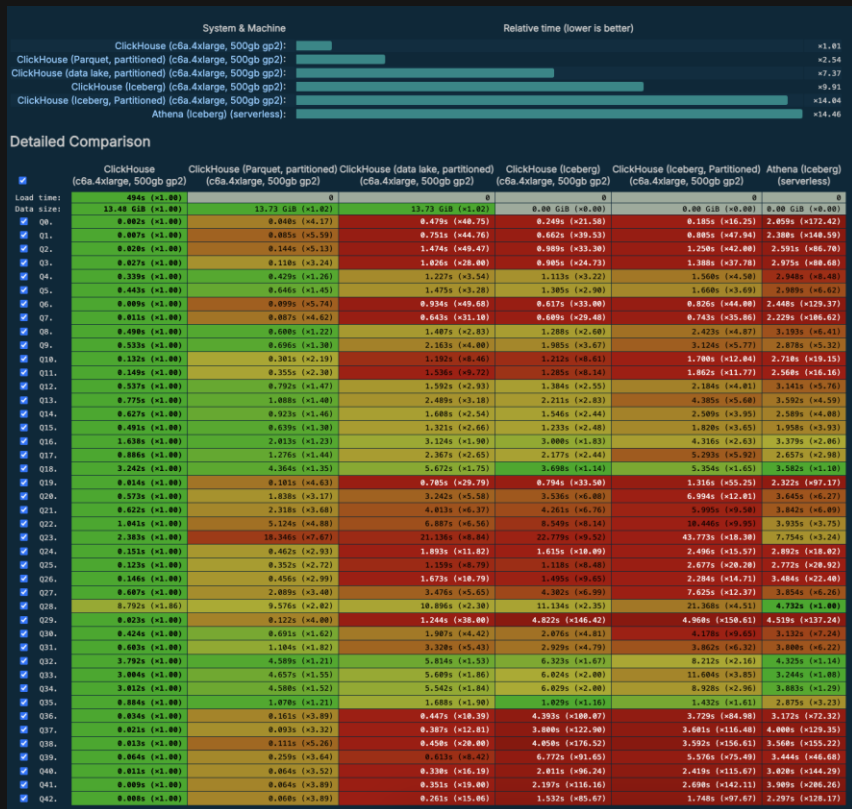 System & Machine Relative time (lower is better)
ClickHouse (c6a.4xlarge, 500gb gp2): ×1.01
ClickHouse (Parquet, partitioned) (c6a.4xlarge, 500gb gp2): ×2.54
ClickHouse (data lake, partitioned) (c6a.4xlarge, 500gb gp2): ×7.37
ClickHouse (Iceberg) (c6a.4xlarge, 500gb gp2): ×9.91
ClickHouse (Iceberg, Partitioned) (c6a.4xlarge, 500gb gp2): ×14.04
Athena (Iceberg) (serverless): ×14.46
Detailed Comparison
ClickHouse ClickHouse (Parquet, partitioned) ClickHouse (data lake, partitioned) ClickHouse (Iceberg) ClickHouse (Iceberg, Partitioned) Athena (Iceberg)
(c6a.4xlarge, 500gb gp2) (c6a.4xlarge, 500gb gp2) (c6a.4xlarge, 500gb gp2) (c6a.4xlarge, 500gb gp2) (c6a.4xlarge, 500gb gp2) (serverless)
Load time: 494s (×1.00) 0 0 0 0 0
Data size: 13.48 GiB (×1.00) 13.73 GiB (×1.02) 13.73 GiB (×1.02) 0.00 GiB (×0.00) 0.00 GiB (×0.00) 0.00 GiB (×0.00)
Q0. 0.002s (×1.00) 0.040s (×4.17) 0.479s (×40.75) 0.249s (×21.58) 0.185s (×16.25) 2.059s (×172.42)
Q1. 0.007s (×1.00) 0.085s (×5.59) 0.751s (×44.76) 0.662s (×39.53) 0.805s (×47.94) 2.380s (×140.59)
Q2. 0.020s (×1.00) 0.144s (×5.13) 1.474s (×49.47) 0.989s (×33.30) 1.250s (×42.00) 2.591s (×86.70)
Q3. 0.027s (×1.00) 0.110s (×3.24) 1.026s (×28.00) 0.905s (×24.73) 1.388s (×37.78) 2.975s (×80.68)
Q4. 0.339s (×1.00) 0.429s (×1.26) 1.227s (×3.54) 1.113s (×3.22) 1.560s (×4.50) 2.948s (×8.48)
Q5. 0.443s (×1.00) 0.646s (×1.45) 1.475s (×3.28) 1.305s (×2.90) 1.660s (×3.69) 2.989s (×6.62)
Q6. 0.009s (×1.00) 0.099s (×5.74) 0.934s (×49.68) 0.617s (×33.00) 0.826s (×44.00) 2.448s (×129.37)
Q7. 0.011s (×1.00) 0.087s (×4.62) 0.643s (×31.10) 0.609s (×29.48) 0.743s (×35.86) 2.229s (×106.62)
Q8. 0.490s (×1.00) 0.600s (×1.22) 1.407s (×2.83) 1.288s (×2.60) 2.423s (×4.87) 3.193s (×6.41)
Q9. 0.533s (×1.00) 0.696s (×1.30) 2.163s (×4.00) 1.985s (×3.67) 3.124s (×5.77) 2.878s (×5.32)
Q10. 0.132s (×1.00) 0.301s (×2.19) 1.192s (×8.46) 1.212s (×8.61) 1.700s (×12.04) 2.710s (×19.15)
Q11. 0.149s (×1.00) 0.355s (×2.30) 1.536s (×9.72) 1.285s (×8.14) 1.862s (×11.77) 2.560s (×16.16)
Q12. 0.537s (×1.00) 0.792s (×1.47) 1.592s (×2.93) 1.384s (×2.55) 2.184s (×4.01) 3.141s (×5.76)
Q13. 0.775s (×1.00) 1.088s (×1.40) 2.489s (×3.18) 2.211s (×2.83) 4.385s (×5.60) 3.592s (×4.59)
Q14. 0.627s (×1.00) 0.923s (×1.46) 1.608s (×2.54) 1.546s (×2.44) 2.509s (×3.95) 2.589s (×4.08)
Q15. 0.491s (×1.00) 0.639s (×1.30) 1.321s (×2.66) 1.233s (×2.48) 1.820s (×3.65) 1.958s (×3.93)
Q16. 1.638s (×1.00) 2.013s (×1.23) 3.124s (×1.90) 3.000s (×1.83) 4.316s (×2.63) 3.379s (×2.06)
Q17. 0.886s (×1.00) 1.276s (×1.44) 2.367s (×2.65) 2.177s (×2.44) 5.293s (×5.92) 2.657s (×2.98)
Q18. 3.242s (×1.00) 4.364s (×1.35) 5.672s (×1.75) 3.698s (×1.14) 5.354s (×1.65) 3.582s (×1.10)
Q19. 0.014s (×1.00) 0.101s (×4.63) 0.705s (×29.79) 0.794s (×33.50) 1.316s (×55.25) 2.322s (×97.17)
Q20. 0.573s (×1.00) 1.838s (×3.17) 3.242s (×5.58) 3.536s (×6.08) 6.994s (×12.01) 3.645s (×6.27)
Q21. 0.622s (×1.00) 2.318s (×3.68) 4.013s (×6.37) 4.261s (×6.76) 5.995s (×9.50) 3.842s (×6.09)
Q22. 1.041s (×1.00) 5.124s (×4.88) 6.887s (×6.56) 8.549s (×8.14) 10.446s (×9.95) 3.935s (×3.75)
Q23. 2.383s (×1.00) 18.346s (×7.67) 21.136s (×8.84) 22.779s (×9.52) 43.773s (×18.30) 7.754s (×3.24)
Q24. 0.151s (×1.00) 0.462s (×2.93) 1.893s (×11.82) 1.615s (×10.09) 2.496s (×15.57) 2.892s (×18.02)
Q25. 0.123s (×1.00) 0.352s (×2.72) 1.159s (×8.79) 1.118s (×8.48) 2.677s (×20.20) 2.772s (×20.92)
Q26. 0.146s (×1.00) 0.456s (×2.99) 1.673s (×10.79) 1.495s (×9.65) 2.284s (×14.71) 3.484s (×22.40)
Q27. 0.607s (×1.00) 2.089s (×3.40) 3.476s (×5.65) 4.302s (×6.99) 7.625s (×12.37) 3.854s (×6.26)
Q28. 8.792s (×1.86) 9.576s (×2.02) 10.896s (×2.30) 11.134s (×2.35) 21.368s (×4.51) 4.732s (×1.00)
Q29. 0.023s (×1.00) 0.122s (×4.00) 1.244s (×38.00) 4.822s (×146.42) 4.960s (×150.61) 4.519s (×137.24)
Q30. 0.424s (×1.00) 0.691s (×1.62) 1.907s (×4.42) 2.076s (×4.81) 4.178s (×9.65) 3.132s (×7.24)
Q31. 0.603s (×1.00) 1.104s (×1.82) 3.320s (×5.43) 2.929s (×4.79) 3.862s (×6.32) 3.800s (×6.22)
Q32. 3.792s (×1.00) 4.589s (×1.21) 5.814s (×1.53) 6.323s (×1.67) 8.212s (×2.16) 4.325s (×1.14)
Q33. 3.004s (×1.00) 4.657s (×1.55) 5.609s (×1.86) 6.024s (×2.00) 11.604s (×3.85) 3.244s (×1.08)
Q34. 3.012s (×1.00) 4.580s (×1.52) 5.542s (×1.84) 6.029s (×2.00) 8.928s (×2.96) 3.883s (×1.29)
Q35. 0.884s (×1.00) 1.070s (×1.21) 1.688s (×1.90) 1.029s (×1.16) 1.432s (×1.61) 2.875s (×3.23)
Q36. 0.034s (×1.00) 0.161s (×3.89) 0.447s (×10.39) 4.393s (×100.07) 3.729s (×84.98) 3.172s (×72.32)
Q37. 0.021s (×1.00) 0.093s (×3.32) 0.387s (×12.81) 3.800s (×122.90) 3.601s (×116.48) 4.000s (×129.35)
Q38. 0.013s (×1.00) 0.111s (×5.26) 0.450s (×20.00) 4.050s (×176.52) 3.592s (×156.61) 3.560s (×155.22)
Q39. 0.064s (×1.00) 0.259s (×3.64) 0.613s (×8.42) 6.772s (×91.65) 5.576s (×75.49) 3.444s (×46.68)
Q40. 0.011s (×1.00) 0.064s (×3.52) 0.330s (×16.19) 2.011s (×96.24) 2.419s (×115.67) 3.020s (×144.29)
Q41. 0.009s (×1.00) 0.064s (×3.89) 0.351s (×19.00) 2.197s (×116.16) 2.690s (×142.11) 3.909s (×206.26)
Q42. 0.008s (×1.00) 0.060s (×3.89) 0.261s (×15.06) 1.532s (×85.67) 1.748s (×97.67) 2.297s (×128.17)